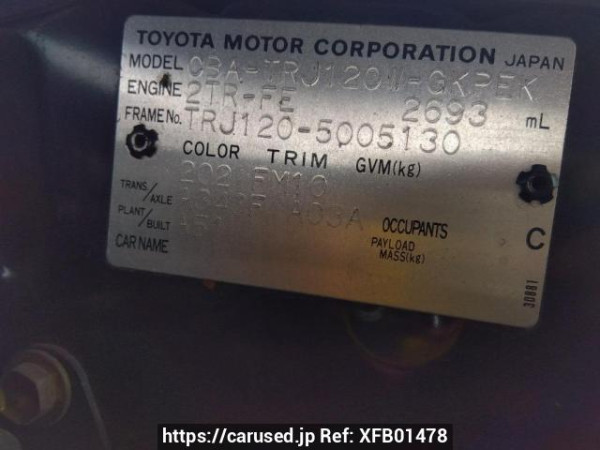 TOYOTA MOTOR CORPORATION JAPAN
MODEL CBA-TRJ120W-GKPEK
ENGINE 2TR-FE 2693 mL
FRAME No. TRJ120-5005130
COLOR TRIM GVM(kg)
202 FM10
TRANS/AXLE A03A OCCUPANTS
PLANT/BUILT PAYLOAD MASS(kg)
CAR NAME
C
30881
https://carused.jp Ref: XFB01478